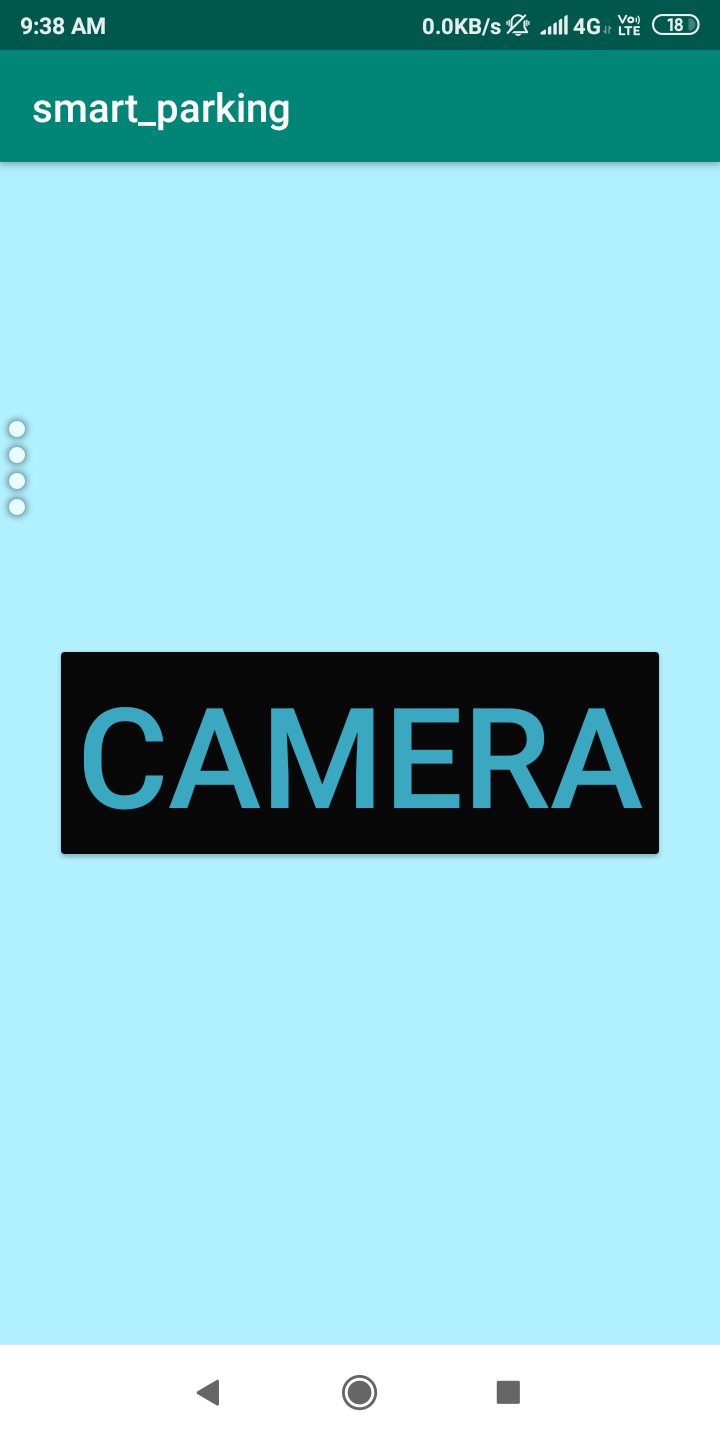 9:38 AM 0.0KB/s 4G Vo) LTE 18
smart_parking
CAMERA